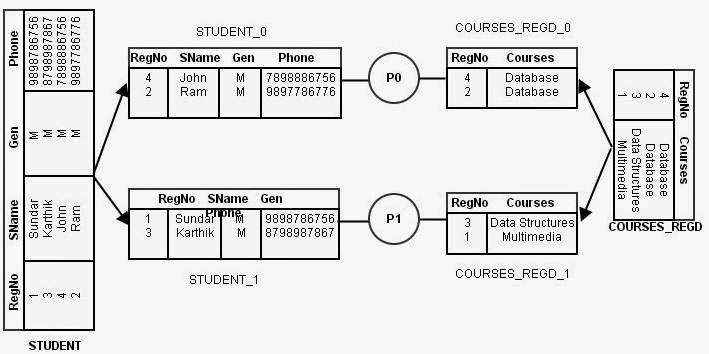 STUDENT_0
COURSES_REGD_0
RegNo SName Gen Phone
4 John M 7898886756
2 Ram M 9897786776
P0
RegNo Courses
4 Database
2 Database
RegNo SName Gen Phone
1 Sundar M 9898786756
3 Karthik M 8798987867
4 John M 7898886756
2 Ram M 9897786776
STUDENT
RegNo SName Gen
Phone
1 Sundar M 9898786756
3 Karthik M 8798987867
STUDENT_1
P1
RegNo Courses
3 Data Structures
1 Multimedia
COURSES_REGD_1
RegNo Courses
4 Database
2 Database
3 Data Structures
1 Multimedia
COURSES_REGD